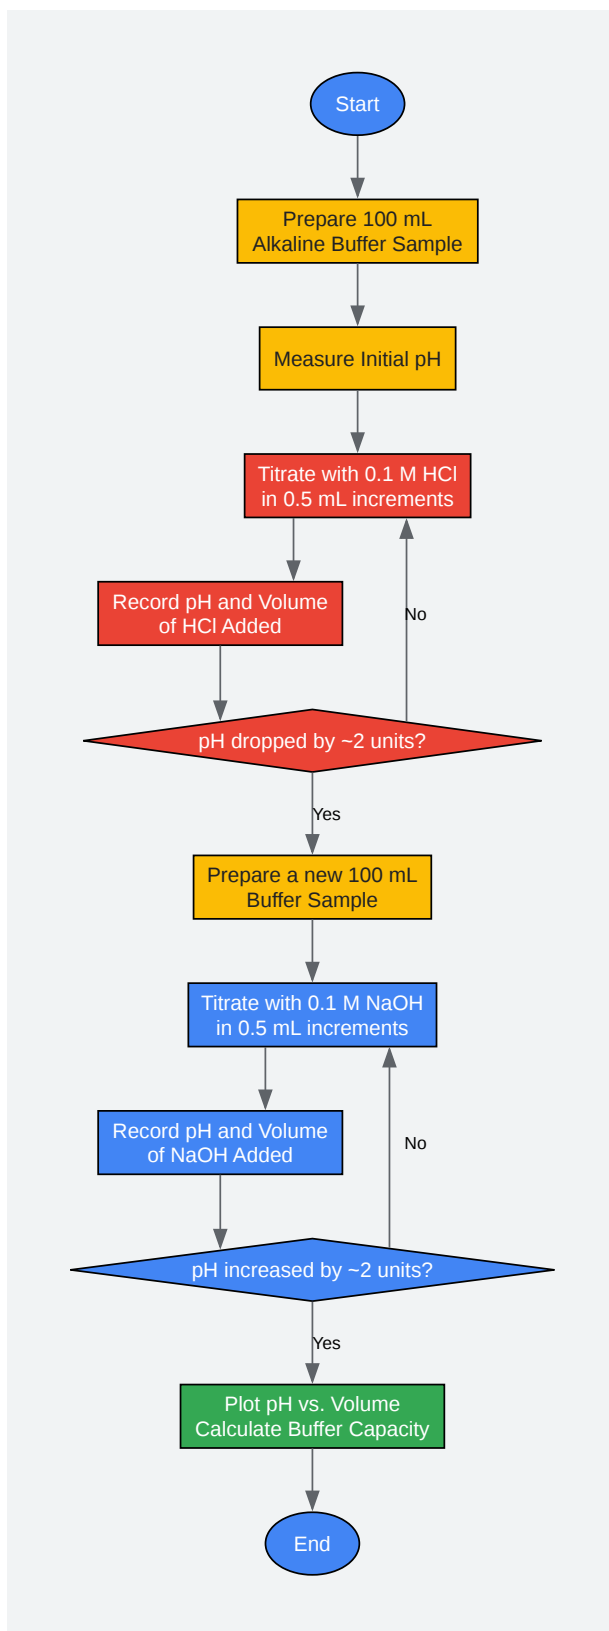 Start
Prepare 100 mL
Alkaline Buffer Sample
Measure Initial pH
Titrate with 0.1 M HCl
in 0.5 mL increments
Record pH and Volume
of HCl Added
No
pH dropped by ~2 units?
Yes
Prepare a new 100 mL
Buffer Sample
Titrate with 0.1 M NaOH
in 0.5 mL increments
Record pH and Volume
of NaOH Added
No
pH increased by ~2 units?
Yes
Plot pH vs. Volume
Calculate Buffer Capacity
End